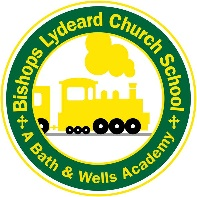 Bishops Lydeard Church School
A Bath & Wells Academy